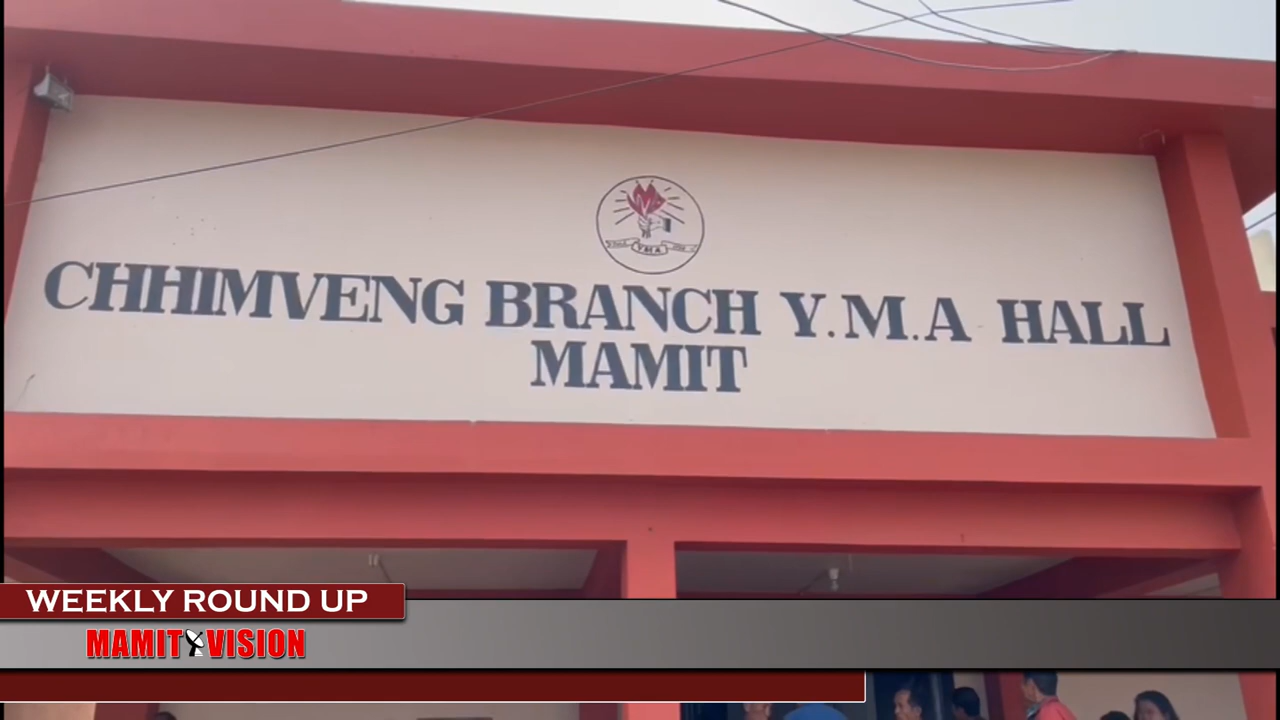 Y M A
CHHIMVENG BRANCH Y.M.A HALL
MAMIT
WEEKLY ROUND UP
MAMIT VISION